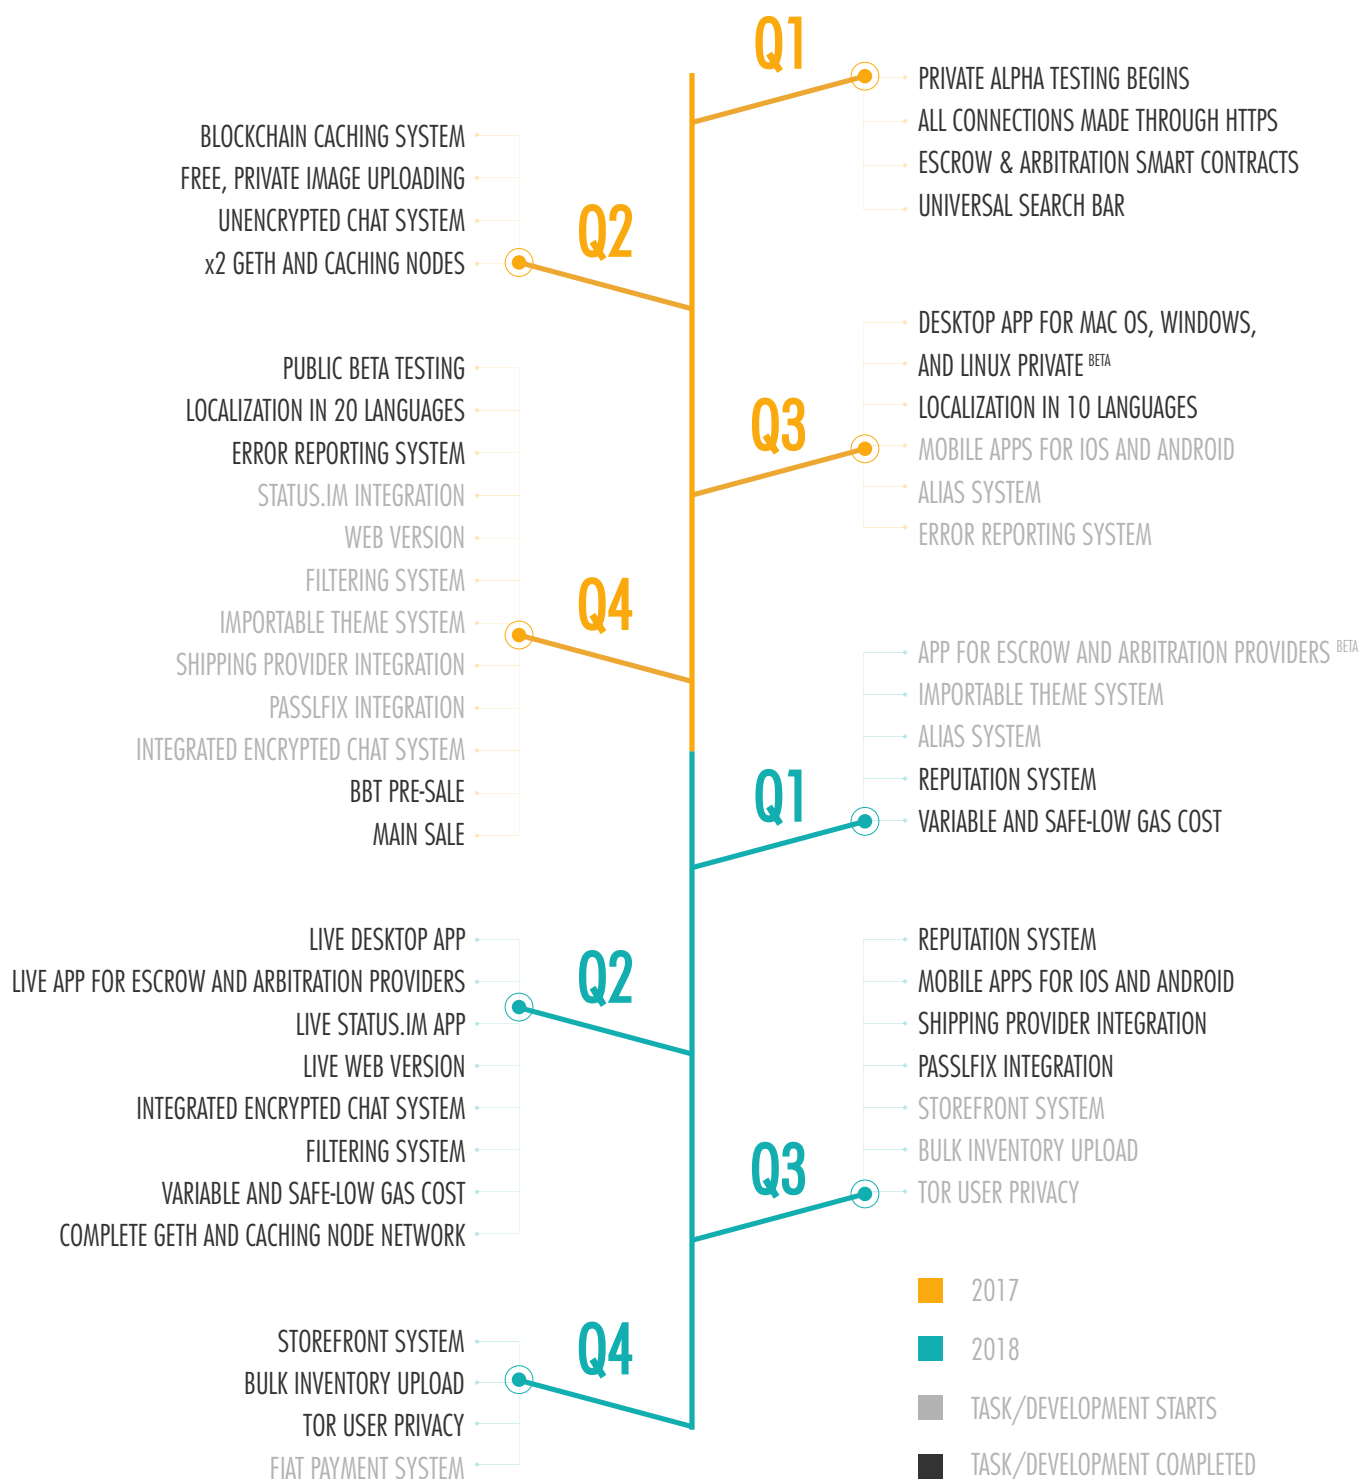 Q1
PRIVATE ALPHA TESTING BEGINS
ALL CONNECTIONS MADE THROUGH HTTPS
ESCROW & ARBITRATION SMART CONTRACTS
UNIVERSAL SEARCH BAR
Q2
BLOCKCHAIN CACHING SYSTEM
FREE, PRIVATE IMAGE UPLOADING
UNENCRYPTED CHAT SYSTEM
x2 GETH AND CACHING NODES
Q3
DESKTOP APP FOR MAC OS, WINDOWS,
AND LINUX PRIVATE BETA
LOCALIZATION IN 10 LANGUAGES
MOBILE APPS FOR IOS AND ANDROID
ALIAS SYSTEM
ERROR REPORTING SYSTEM
Q4
PUBLIC BETA TESTING
LOCALIZATION IN 20 LANGUAGES
ERROR REPORTING SYSTEM
STATUS.IM INTEGRATION
WEB VERSION
FILTERING SYSTEM
IMPORTABLE THEME SYSTEM
SHIPPING PROVIDER INTEGRATION
PASSLFIX INTEGRATION
INTEGRATED ENCRYPTED CHAT SYSTEM
BBT PRE-SALE
MAIN SALE
Q1
APP FOR ESCROW AND ARBITRATION PROVIDERS BETA
IMPORTABLE THEME SYSTEM
ALIAS SYSTEM
REPUTATION SYSTEM
VARIABLE AND SAFE-LOW GAS COST
Q2
LIVE DESKTOP APP
LIVE APP FOR ESCROW AND ARBITRATION PROVIDERS
LIVE STATUS.IM APP
LIVE WEB VERSION
INTEGRATED ENCRYPTED CHAT SYSTEM
FILTERING SYSTEM
VARIABLE AND SAFE-LOW GAS COST
COMPLETE GETH AND CACHING NODE NETWORK
Q3
REPUTATION SYSTEM
MOBILE APPS FOR IOS AND ANDROID
SHIPPING PROVIDER INTEGRATION
PASSLFIX INTEGRATION
STOREFRONT SYSTEM
BULK INVENTORY UPLOAD
TOR USER PRIVACY
Q4
STOREFRONT SYSTEM
BULK INVENTORY UPLOAD
TOR USER PRIVACY
FIAT PAYMENT SYSTEM
2017
2018
TASK/DEVELOPMENT STARTS
TASK/DEVELOPMENT COMPLETED